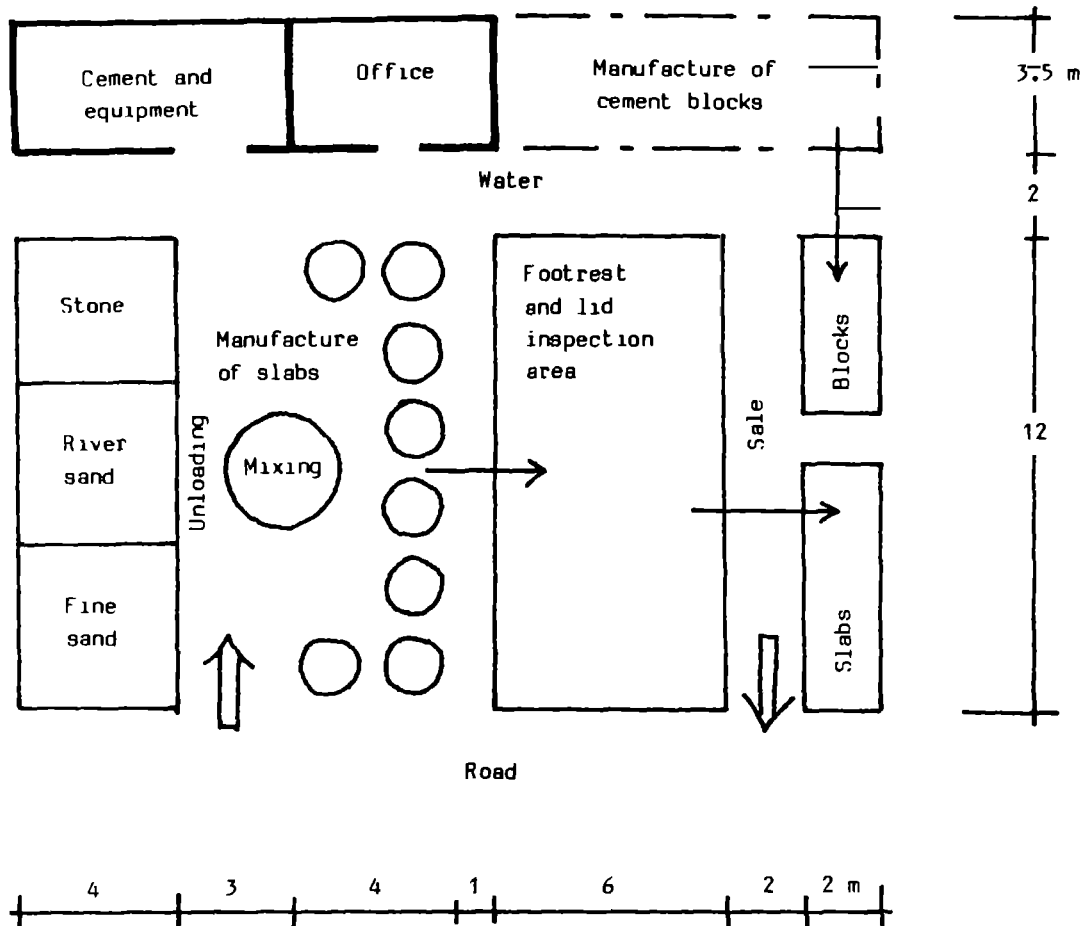 Cement and
equipment
Office
Manufacture of
cement blocks
3.5 m
Water
2
Stone
Manufacture
of slabs
Footrest
and lid
inspection
area
Blocks
River
sand
Unloading
Mixing
Sale
12
Fine
sand
Slabs
Road
4 3 4 1 6 2 2 m